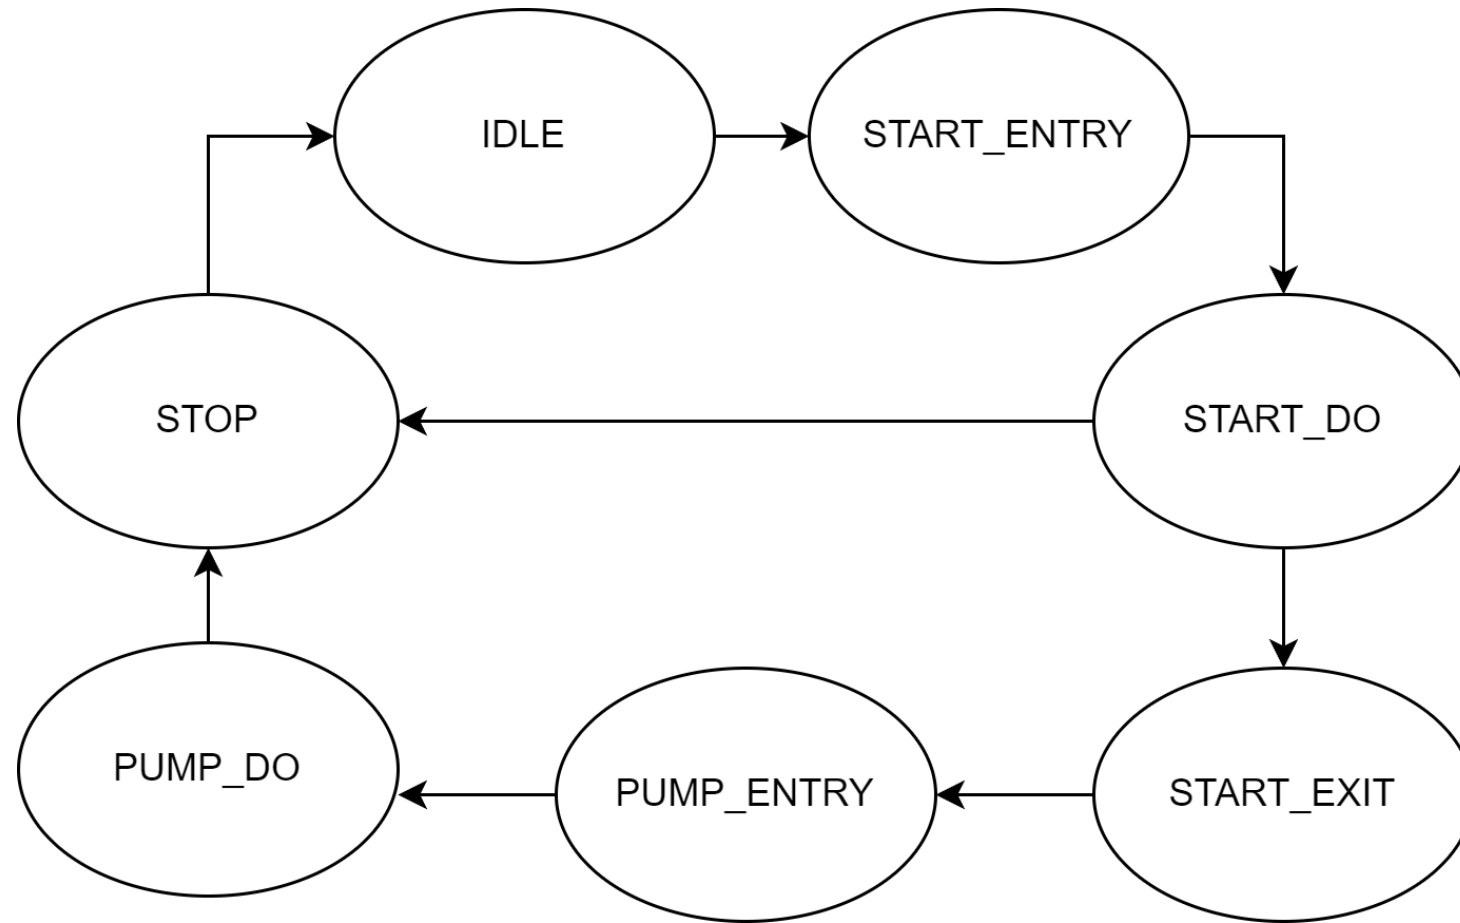 IDLE
START_ENTRY
STOP
START_DO
PUMP_DO
PUMP_ENTRY
START_EXIT